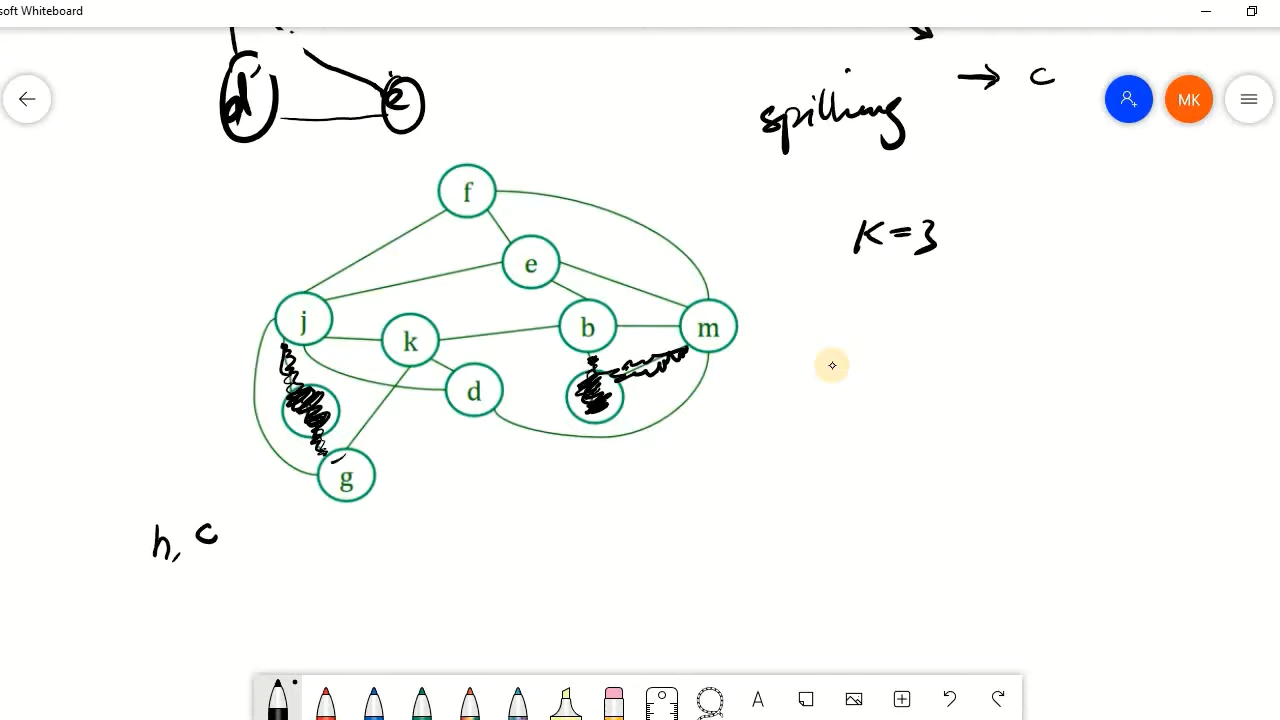 soft Whiteboard
d
e
→ c
spilling
MK
f
K=3
e
j
k
b
m
d
g
h, c
A